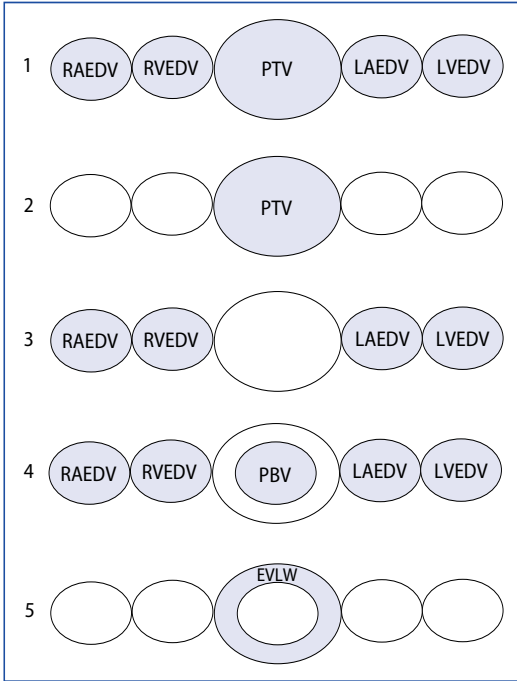 1 RAEDV RVEDV PTV LAEDV LVEDV
2 PTV
3 RAEDV RVEDV LAEDV LVEDV
4 RAEDV RVEDV PBV LAEDV LVEDV
EVLW
5